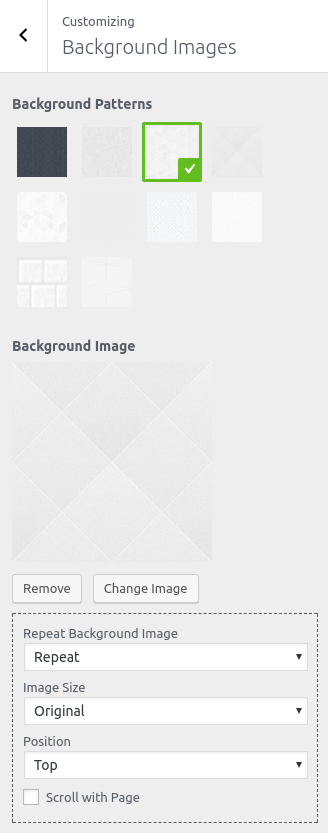 Customizing
Background Images
Background Patterns
Background Image
Remove
Change Image
Repeat Background Image
Repeat
Image Size
Original
Position
Top
Scroll with Page